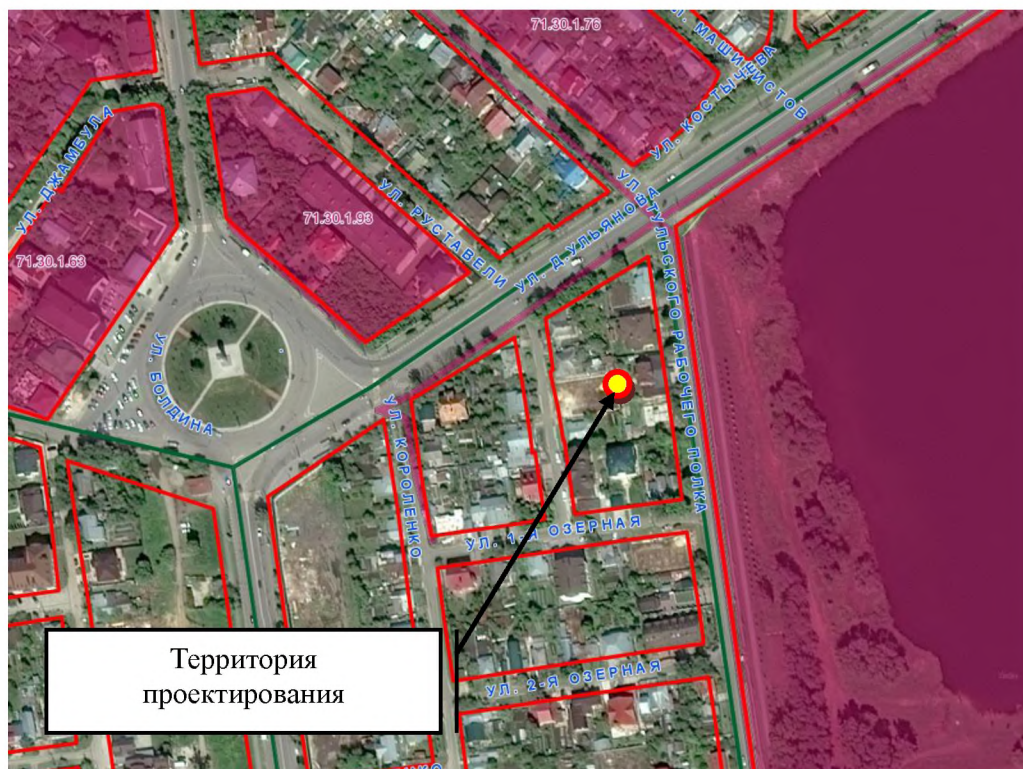 71.30.1.76
УЛ. МАШИНИСТОВ
УЛ. КОСТЫЧЕВА
УЛ. ДЖАМБУЛА
УЛ. РУСТАВЕЛИ
71.30.1.93
УЛ. Д.УЛЬЯНОВА
71.30.1.63
ТУЛЬСКОГО РАБОЧЕГО ПОЛКА
УЛ. БОЛДИНА
УЛ. КОРОЛЕНКО
УЛ. 1-Я ОЗЕРНАЯ
УЛ. 2-Я ОЗЕРНАЯ
Территория
проектирования